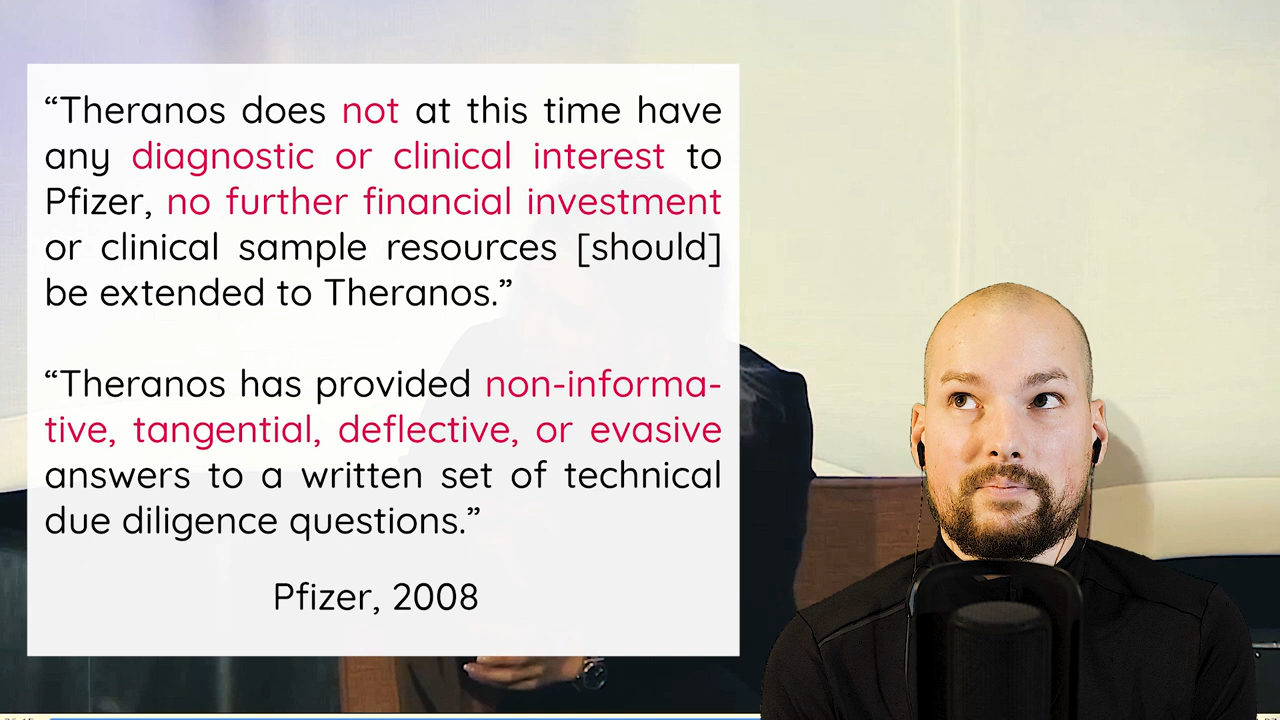 “Theranos does not at this time have
any diagnostic or clinical interest to
Pfizer, no further financial investment
or clinical sample resources [should]
be extended to Theranos.”
“Theranos has provided non-informa-
tive, tangential, deflective, or evasive
answers to a written set of technical
due diligence questions.”
Pfizer, 2008